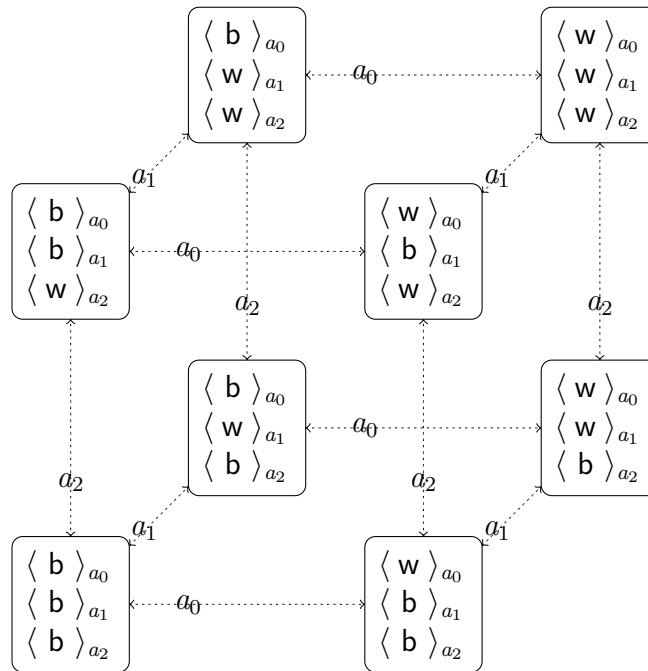 ⟨ b ⟩a₀
⟨ w ⟩a₁
⟨ w ⟩a₂
a₀
⟨ w ⟩a₀
⟨ w ⟩a₁
⟨ w ⟩a₂
a₁
a₁
⟨ b ⟩a₀
⟨ b ⟩a₁
⟨ w ⟩a₂
a₀
⟨ w ⟩a₀
⟨ b ⟩a₁
⟨ w ⟩a₂
a₂
a₂
⟨ b ⟩a₀
⟨ w ⟩a₁
⟨ b ⟩a₂
a₀
⟨ w ⟩a₀
⟨ w ⟩a₁
⟨ b ⟩a₂
a₂
a₂
a₁
a₁
⟨ b ⟩a₀
⟨ b ⟩a₁
⟨ b ⟩a₂
a₀
⟨ w ⟩a₀
⟨ b ⟩a₁
⟨ b ⟩a₂